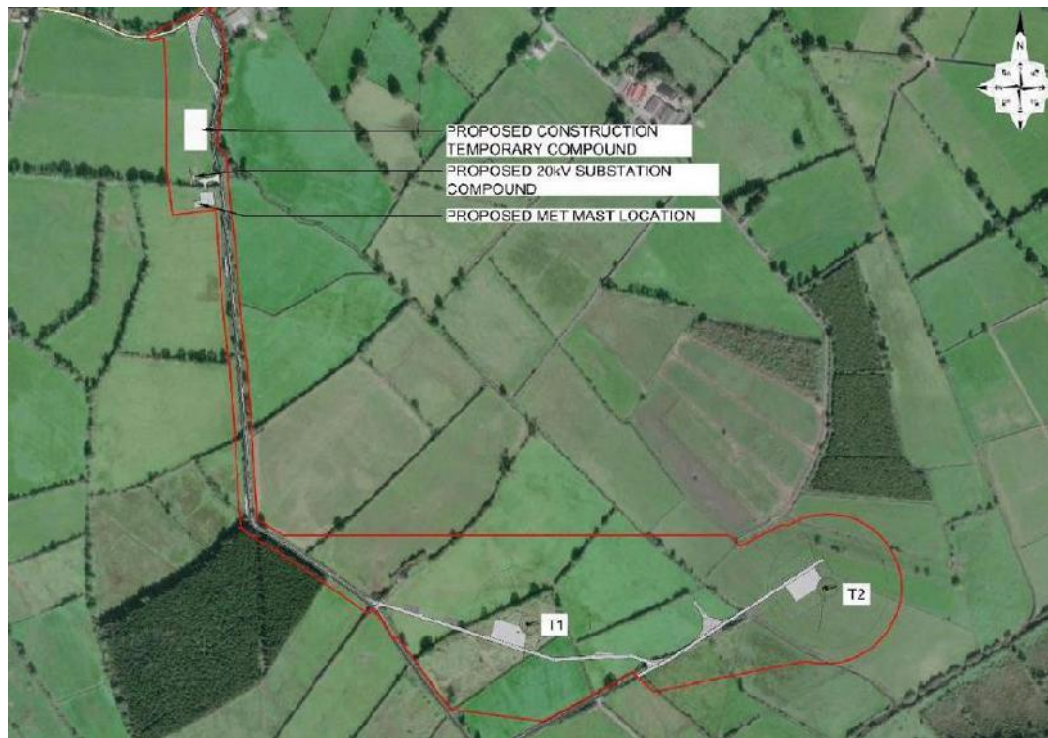 N
PROPOSED CONSTRUCTION
TEMPORARY COMPOUND
PROPOSED 20kV SUBSTATION
COMPOUND
PROPOSED MET MAST LOCATION
T1
T2